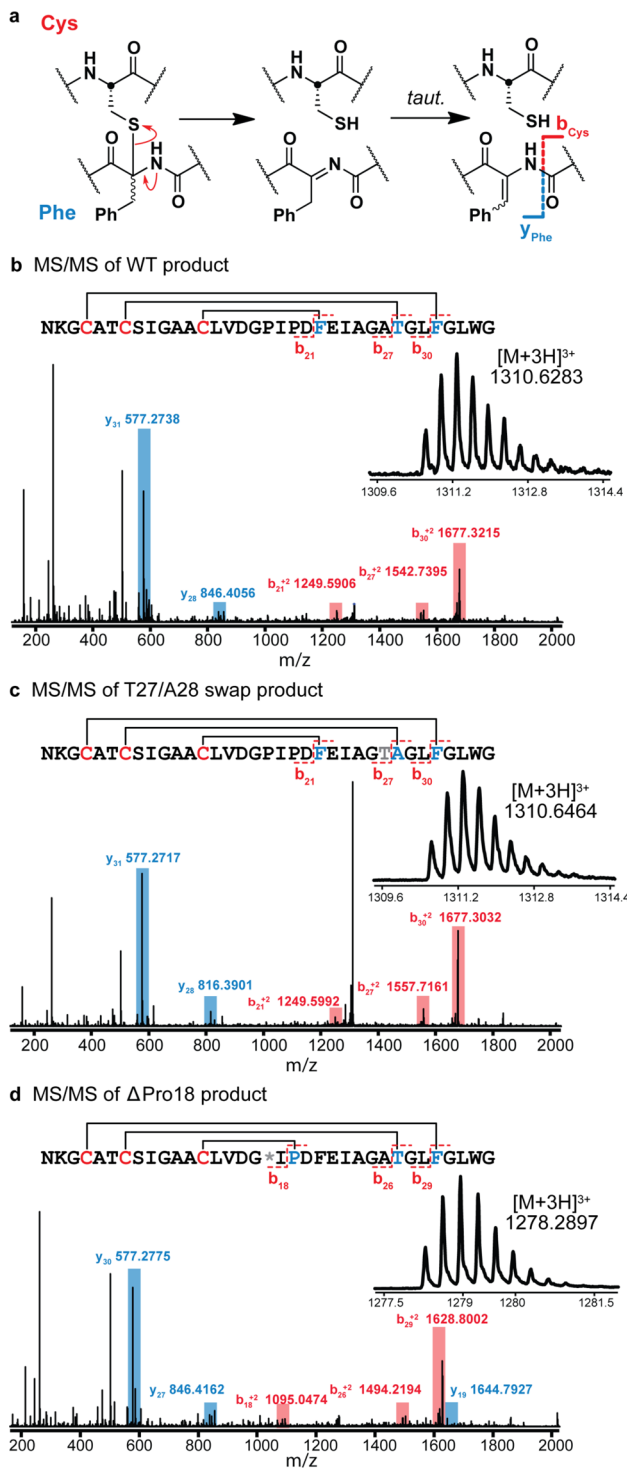 a
Cys
H
N
O
S
O
H
N
Phe
Ph
O
H
N
O
SH
O
N
Ph
O
taut.
H
N
O
SH
b Cys
O
H
N
Ph
O
y Phe
b MS/MS of WT product
NKGCATCSIGAACLVDGPIPDFEIAGATGLFGLWG
b21 b27 b30
[M+3H]3+
1310.6283
y31 577.2738
1309.6 1311.2 1312.8 1314.4
b30+2 1677.3215
b21+2 1249.5906
b27+2 1542.7395
y28 846.4056
200 400 600 800 1000 1200 1400 1600 1800 2000
m/z
c MS/MS of T27/A28 swap product
NKGCATCSIGAACLVDGPIPDFEIAGTAGLFGLWG
b21 b27 b30
[M+3H]3+
1310.6464
y31 577.2717
1309.6 1311.2 1312.8 1314.4
b30+2 1677.3032
y28 816.3901
b21+2 1249.5992
b27+2 1557.7161
200 400 600 800 1000 1200 1400 1600 1800 2000
m/z
d MS/MS of ΔPro18 product
NKGCATCSIGAACLVDG*IPDFEIAGATGLFGLWG
b18 b26 b29
[M+3H]3+
1278.2897
y30 577.2775
1277.5 1279 1280 1281.5
b29+2 1628.8002
y27 846.4162
b18+2 1095.0474
b26+2 1494.2194
y19 1644.7927
200 400 600 800 1000 1200 1400 1600 1800 2000
m/z